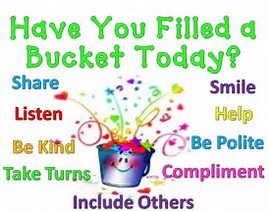 Have You Filled a
Bucket Today?
Share
Smile
Listen
Help
Be Kind
Be Polite
Take Turns
Compliment
Include Others